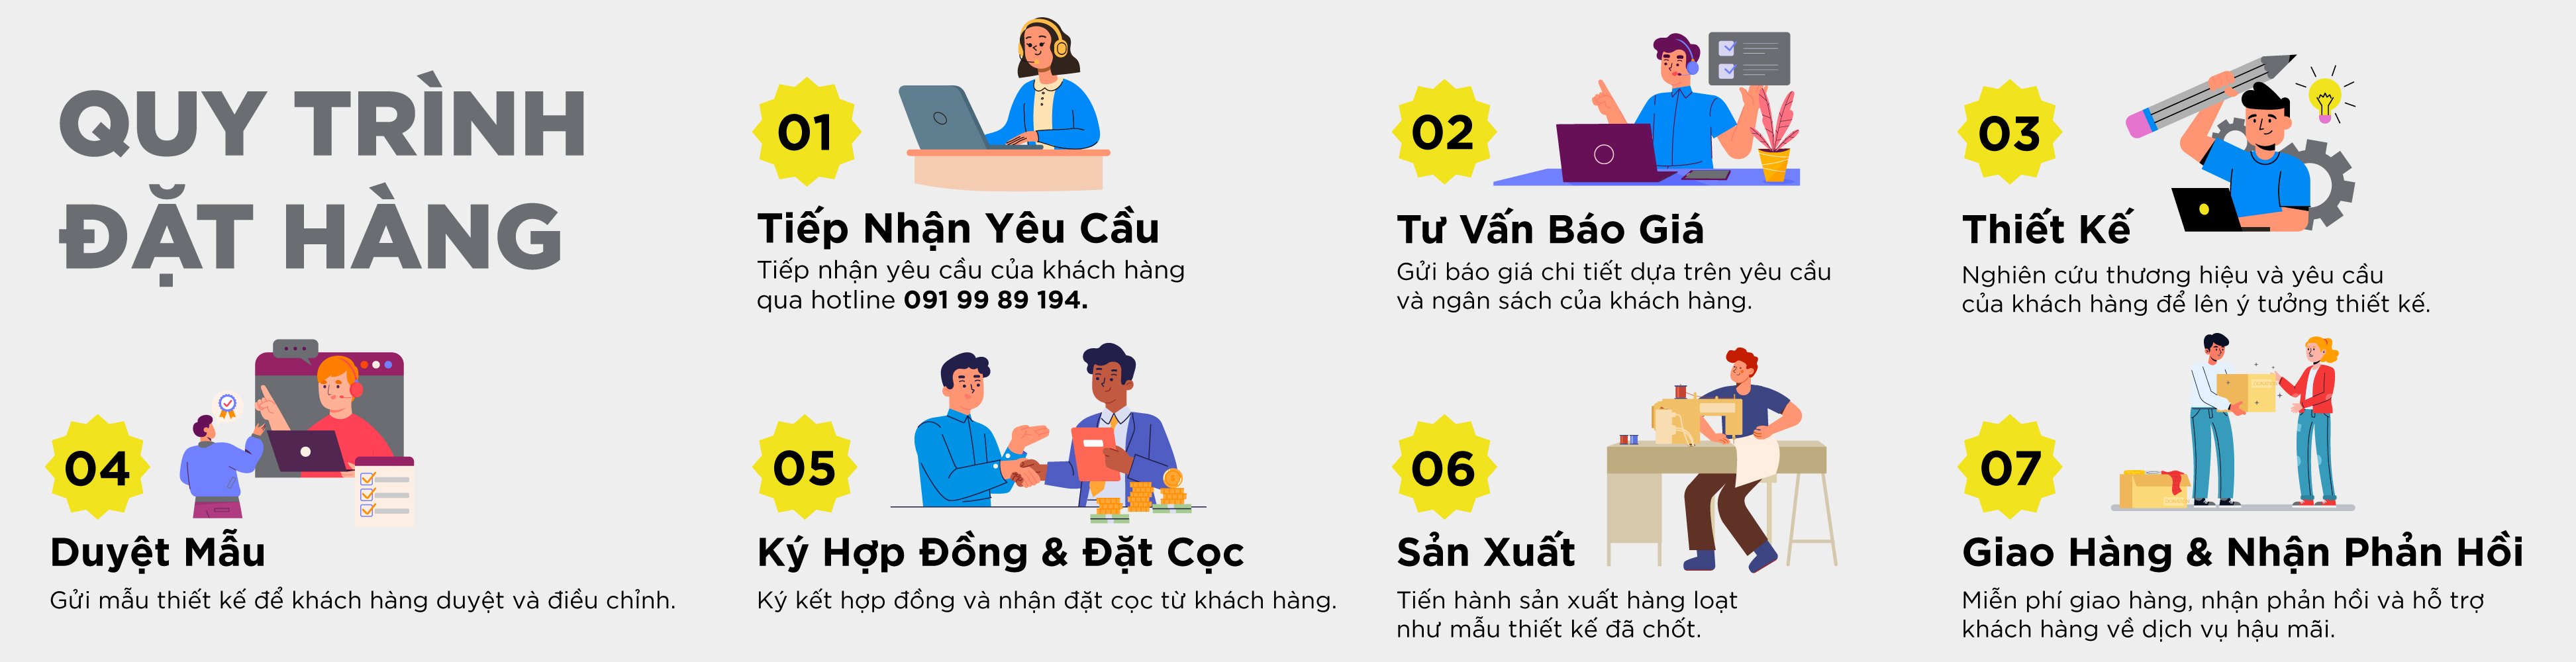 QUY TRÌNH
ĐẶT HÀNG
01
Tiếp Nhận Yêu Cầu
Tiếp nhận yêu cầu của khách hàng
qua hotline 091 99 89 194.
02
Tư Vấn Báo Giá
Gửi báo giá chi tiết dựa trên yêu cầu
và ngân sách của khách hàng.
03
Thiết Kế
Nghiên cứu thương hiệu và yêu cầu
của khách hàng để lên ý tưởng thiết kế.
04
Duyệt Mẫu
Gửi mẫu thiết kế để khách hàng duyệt và điều chỉnh.
05
Ký Hợp Đồng & Đặt Cọc
Ký kết hợp đồng và nhận đặt cọc từ khách hàng.
06
Sản Xuất
Tiến hành sản xuất hàng loạt
như mẫu thiết kế đã chốt.
07
Giao Hàng & Nhận Phản Hồi
Miễn phí giao hàng, nhận phản hồi và hỗ trợ
khách hàng về dịch vụ hậu mãi.